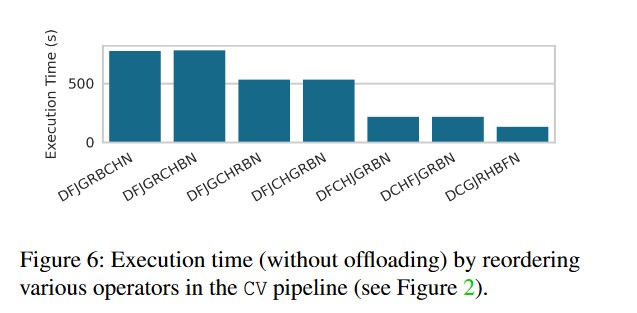 Execution Time (s)
500
0
DFJGRBCHN
DFJGRCHBN
DFJGCHRBN
DFJCHGRBN
DFCHJGRBN
DCHFJGRBN
DCGJRHBFN
Figure 6: Execution time (without offloading) by reordering
various operators in the CV pipeline (see Figure 2).